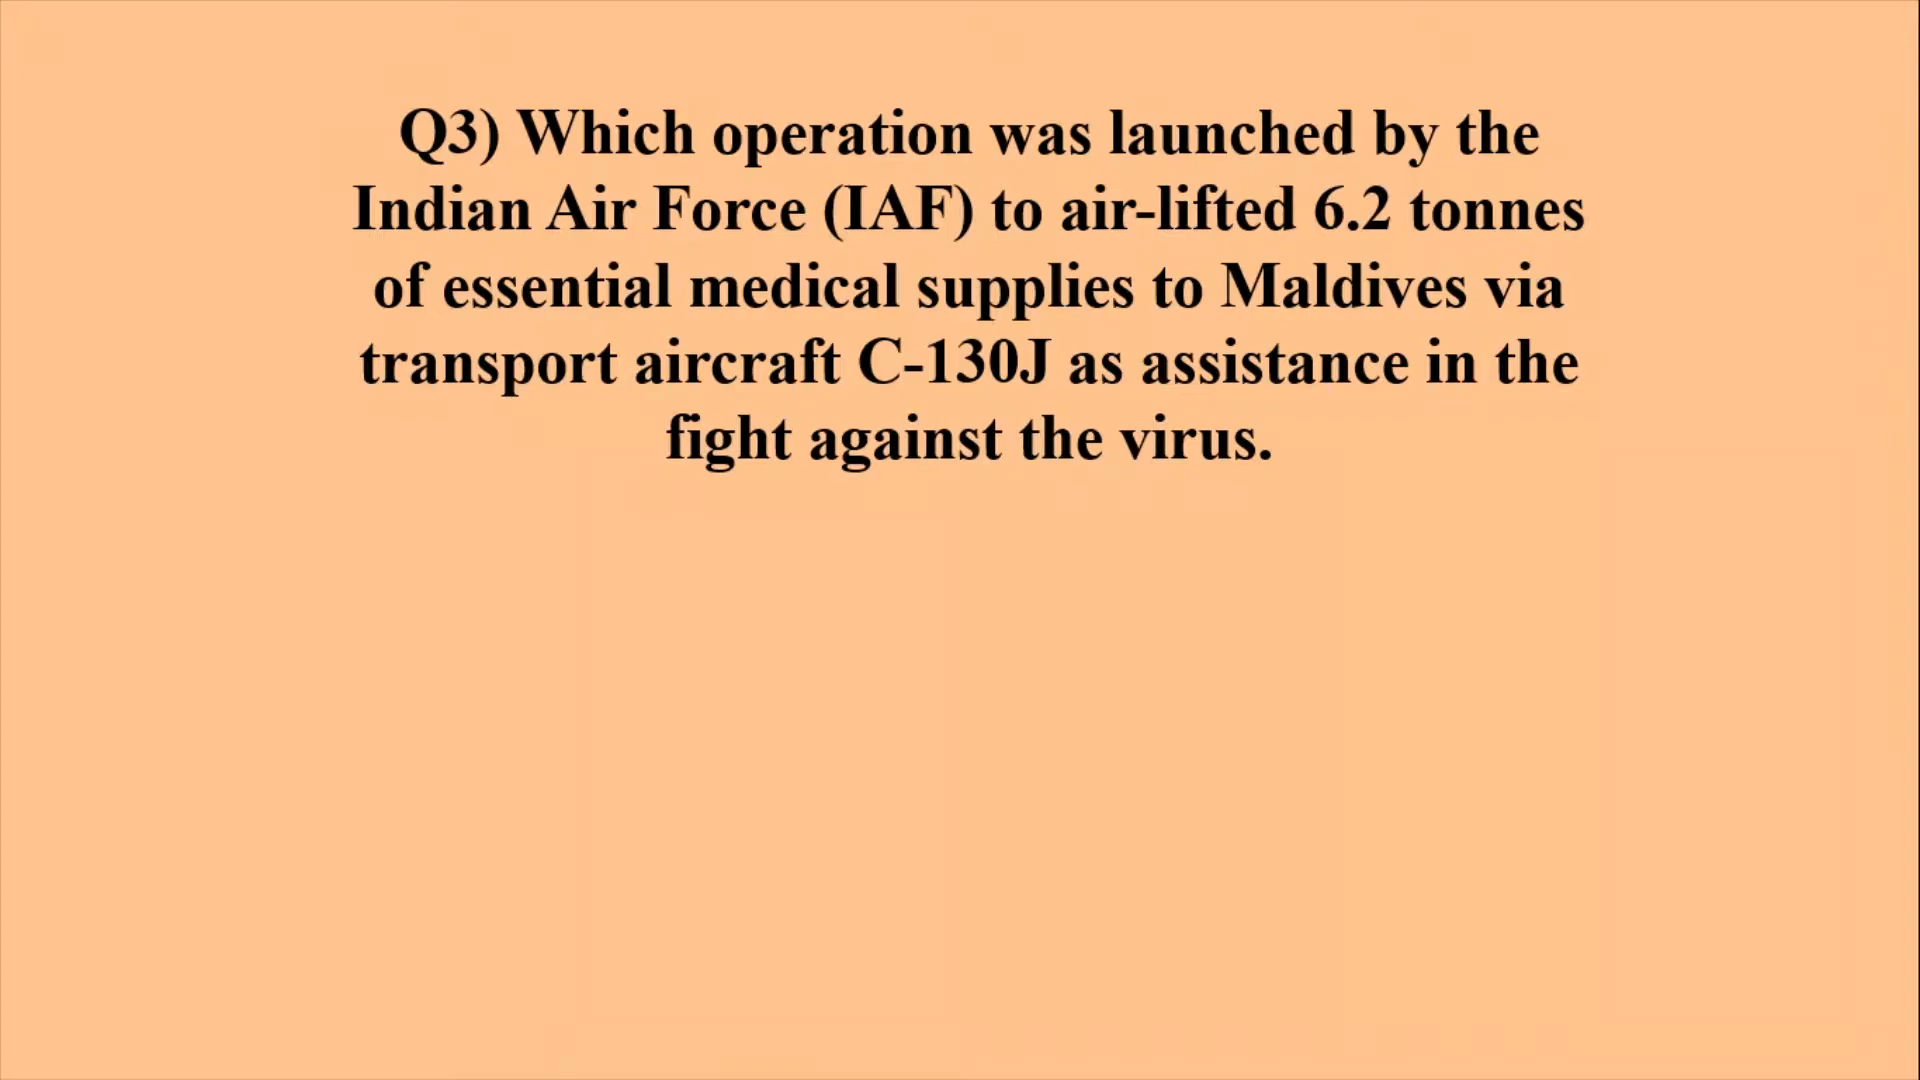 Q3) Which operation was launched by the
Indian Air Force (IAF) to air-lifted 6.2 tonnes
of essential medical supplies to Maldives via
transport aircraft C-130J as assistance in the
fight against the virus.